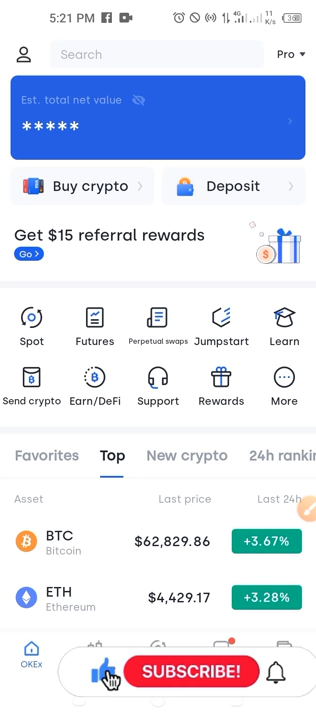 5:21 PM
4G
11
K/s
36
Search
Pro
Est. total net value
*****
Buy crypto
Deposit
Get $15 referral rewards
Go >
Spot
Futures
Perpetual swaps
Jumpstart
Learn
Send crypto
Earn/DeFi
Support
Rewards
More
Favorites
Top
New crypto
24h rankin
Asset
Last price
Last 24h
BTC
$62,829.86
+3.67%
Bitcoin
ETH
$4,429.17
+3.28%
Ethereum
OKEx
SUBSCRIBE!